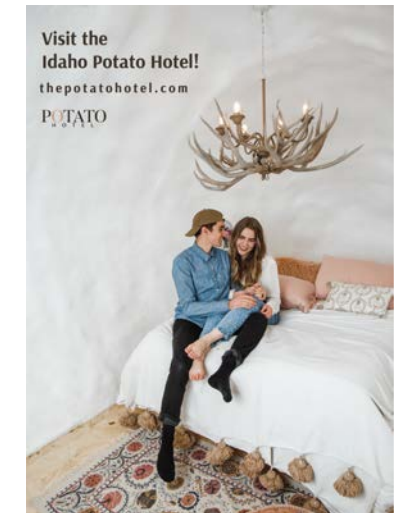 Visit the
Idaho Potato Hotel!
thepotatohotel.com
POTATO
HOTEL